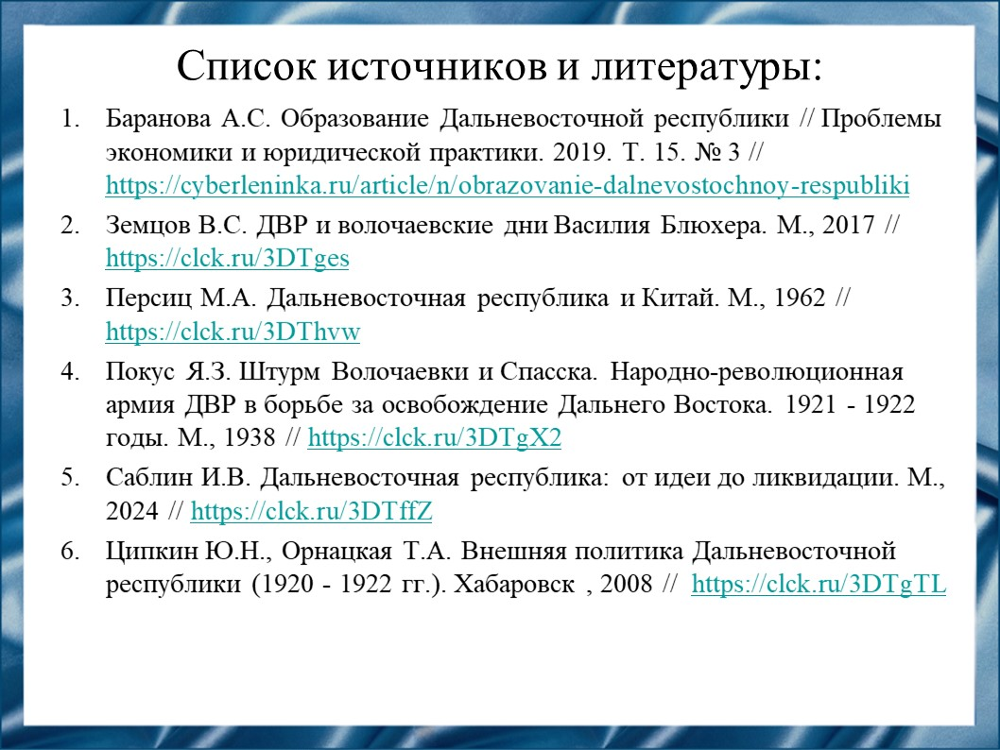 Список источников и литературы:
1. Баранова А.С. Образование Дальневосточной республики // Проблемы
экономики и юридической практики. 2019. Т. 15. № 3 //
https://cyberleninka.ru/article/n/obrazovanie-dalnevostochnoy-respubliki
2. Земцов В.С. ДВР и волочаевские дни Василия Блюхера. М., 2017 //
https://clck.ru/3DTges
3. Персиц М.А. Дальневосточная республика и Китай. М., 1962 //
https://clck.ru/3DThvw
4. Покус Я.З. Штурм Волочаевки и Спасска. Народно-революционная
армия ДВР в борьбе за освобождение Дальнего Востока. 1921 - 1922
годы. М., 1938 // https://clck.ru/3DTgX2
5. Саблин И.В. Дальневосточная республика: от идеи до ликвидации. М.,
2024 // https://clck.ru/3DTffZ
6. Ципкин Ю.Н., Орнацкая Т.А. Внешняя политика Дальневосточной
республики (1920 - 1922 гг.). Хабаровск , 2008 // https://clck.ru/3DTgTL